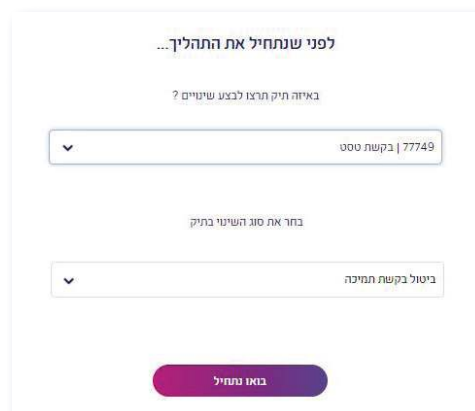 לפני שנתחיל את התהליך...
באיזה תיק תרצו לבצע שינויים ?
77749 | בקשת טסט
בחר את סוג השינוי בתיק
ביטול בקשת תמיכה
בואו נתחיל